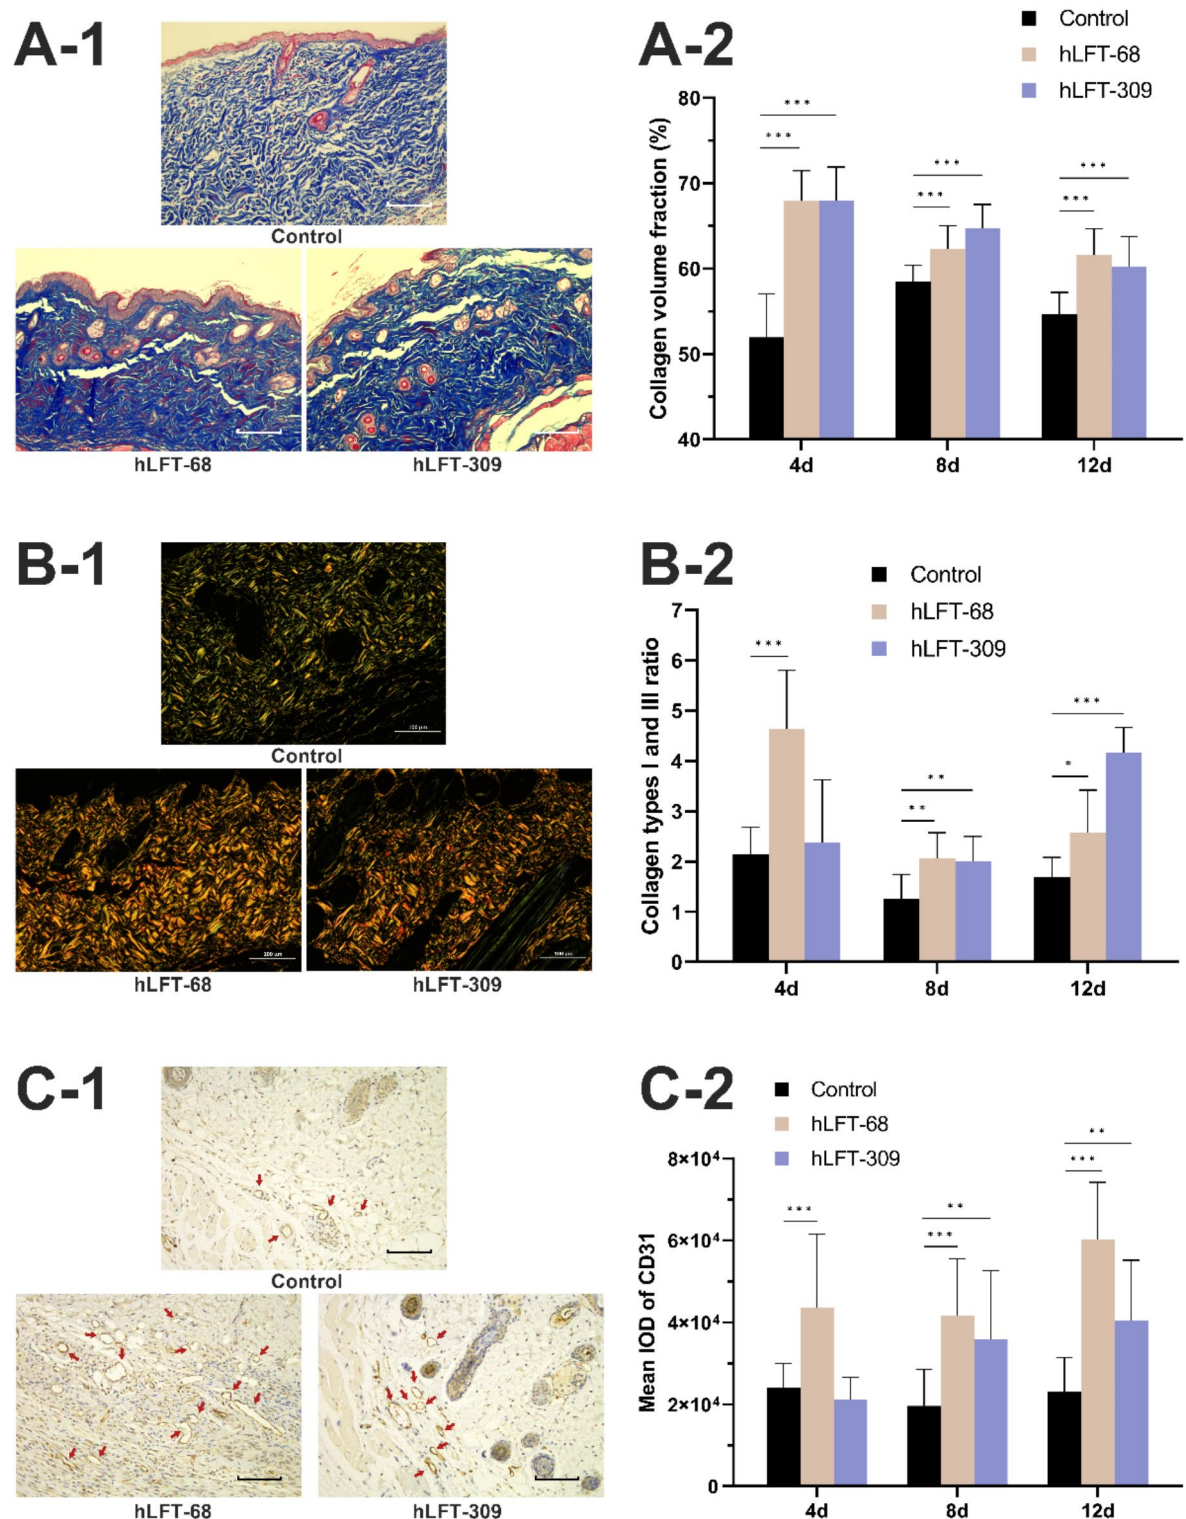 A-1
Control
hLFT-68
hLFT-309
A-2
Control
hLFT-68
hLFT-309
Collagen volume fraction (%)
80
70
60
50
40
*** *** *** *** *** ***
4d 8d 12d
B-1
100 μm
Control
200 μm
hLFT-68
hLFT-309
B-2
Control
hLFT-68
hLFT-309
Collagen types I and III ratio
7
6
5
4
3
2
1
0
*** ** ** * ***
4d 8d 12d
C-1
Control
hLFT-68
hLFT-309
C-2
Control
hLFT-68
hLFT-309
Mean IOD of CD31
8×10⁴
6×10⁴
4×10⁴
2×10⁴
0
*** *** ** *** **
4d 8d 12d